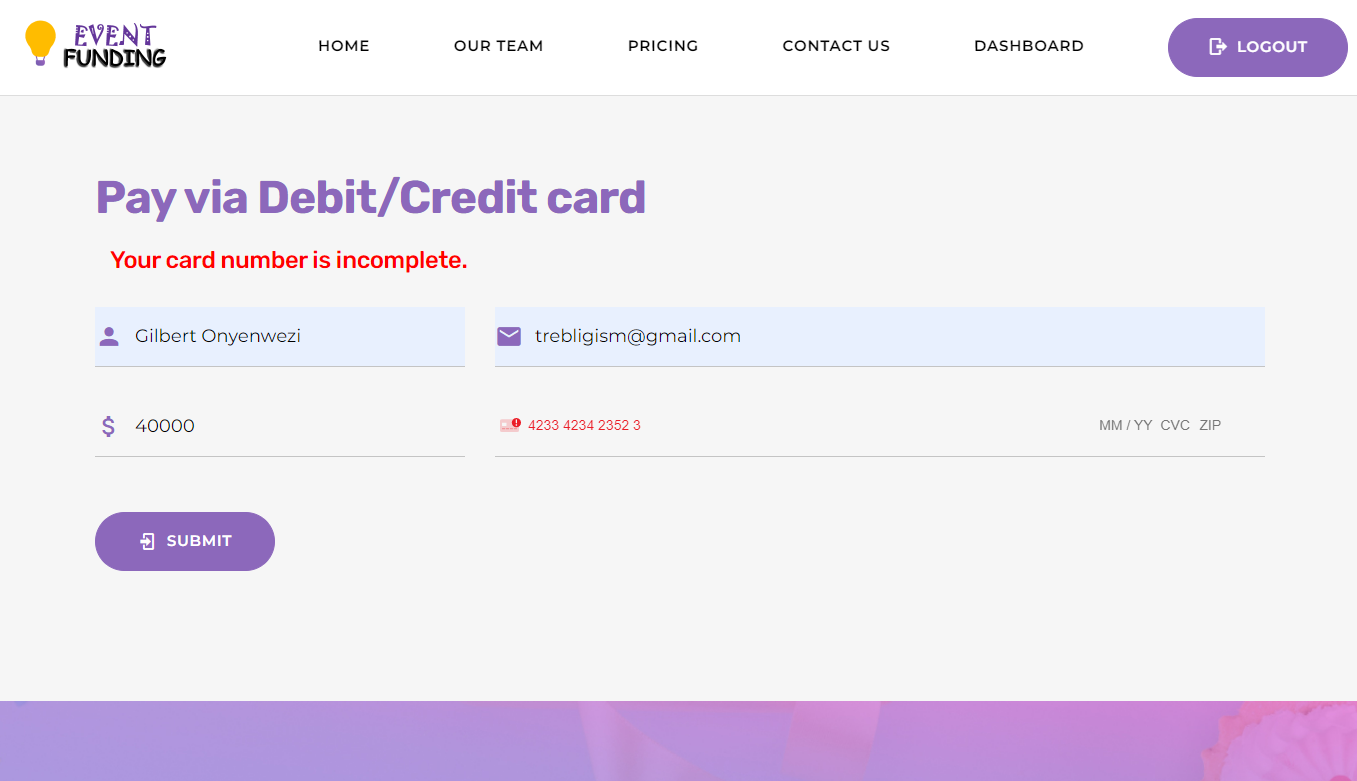 EVENT
FUNDING
HOME OUR TEAM PRICING CONTACT US DASHBOARD LOGOUT
Pay via Debit/Credit card
Your card number is incomplete.
Gilbert Onyenwezi trebligism@gmail.com
$ 40000 4233 4234 2352 3 MM / YY CVC ZIP
SUBMIT